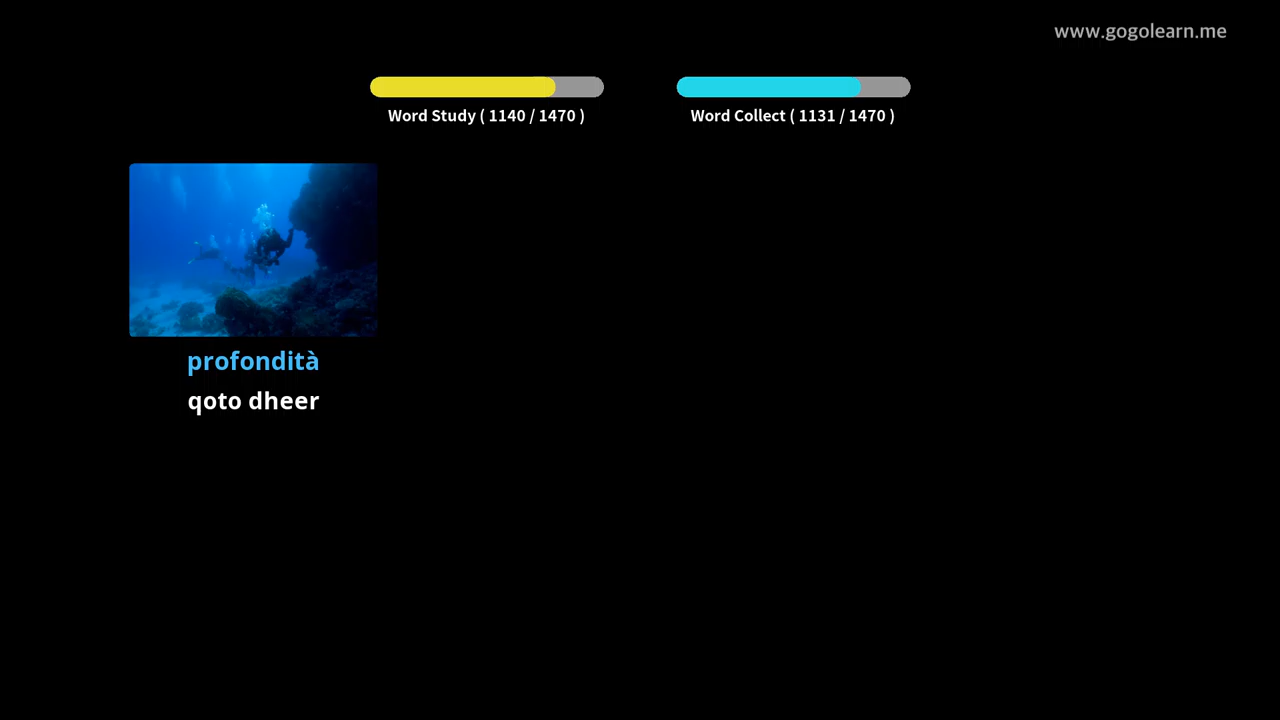 www.gogolearn.me
Word Study ( 1140 / 1470 )
Word Collect ( 1131 / 1470 )
profondità
qoto dheer